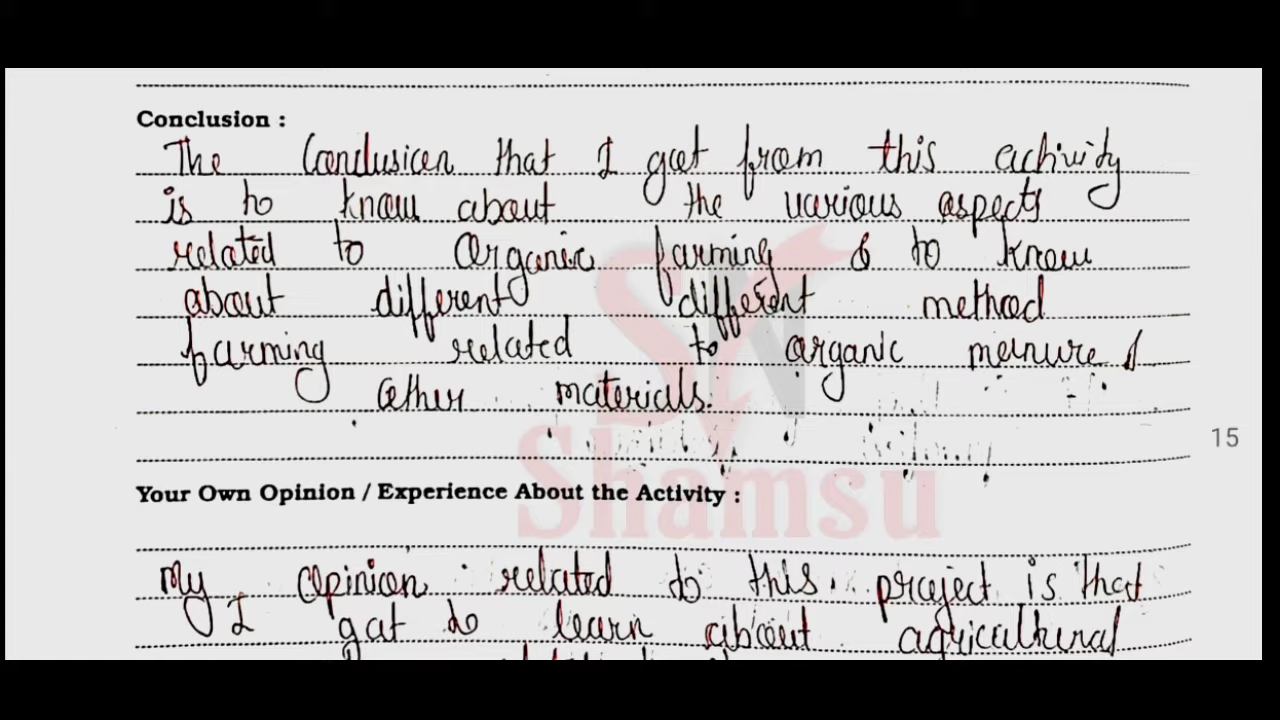 Conclusion :
The Conclusion that I got from this activity
is to know about the various aspects
related to Organic farming & to know
about different different method
farming related to organic manure &
other materials.
15
Shamsu
Your Own Opinion / Experience About the Activity :
My Opinion related to this project is that
I got to learn about agricultural